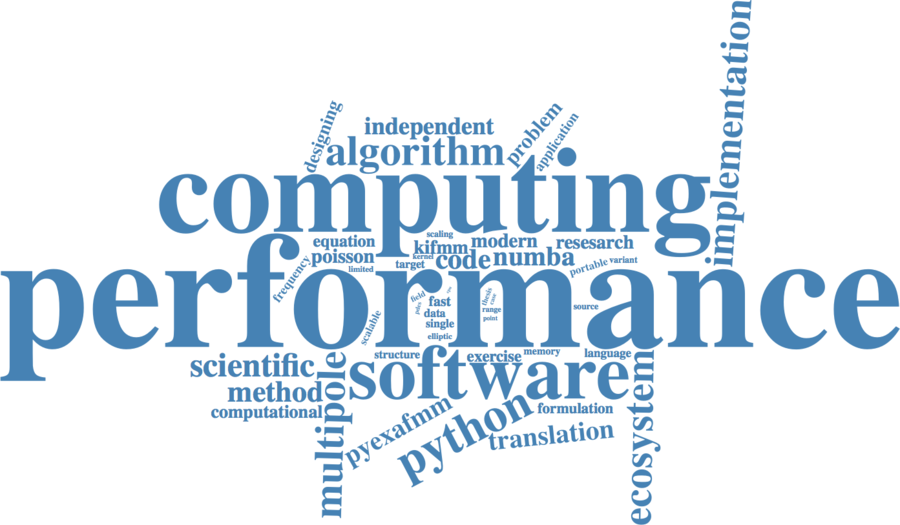 implementation
designing
independent
problem
application
algorithm
computing
scaling
equation
kifmm
modern
resesarch
poisson
kernel
code
numba
limited
target
portable
variant
frequency
performance
field
fast
thesis
case
range
data
point
single
source
scalable
elliptic
structure
exercise
memory
language
scientific
software
method
multipole
computational
pyexafmm
python
formulation
translation
ecosystem